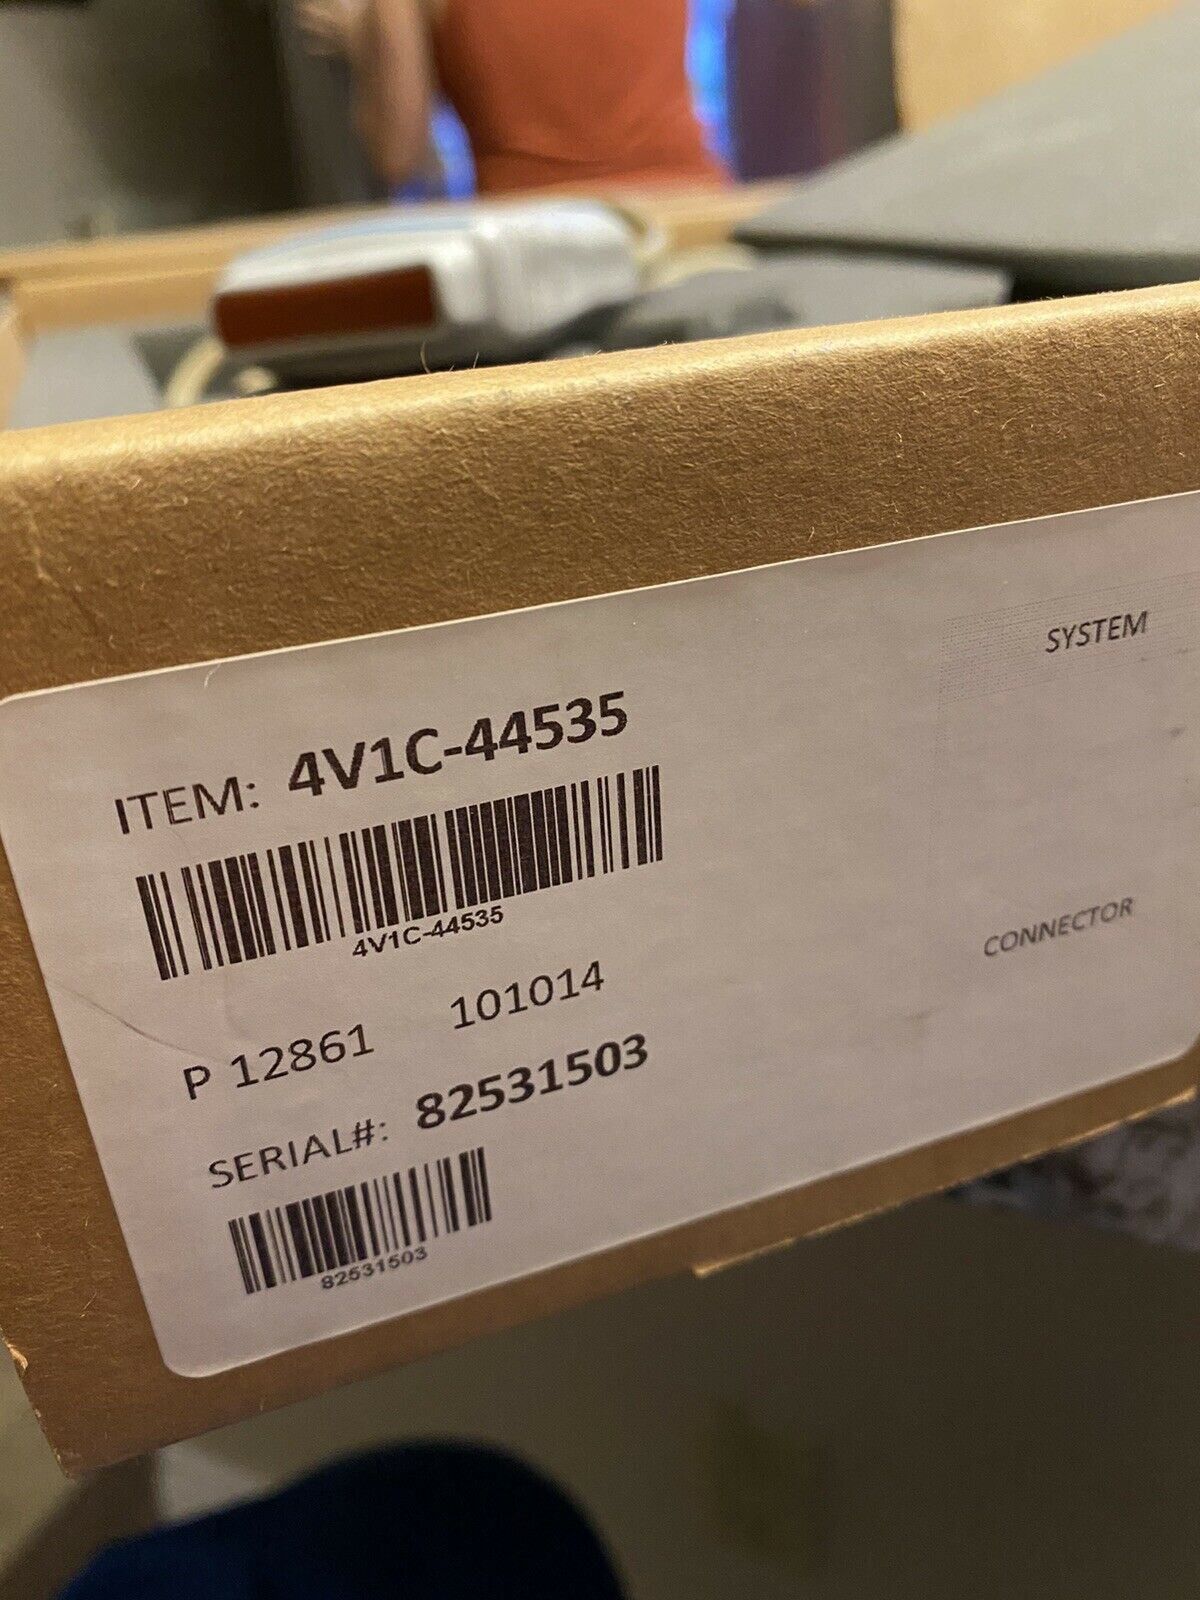 ITEM: 4V1C-44535
4V1C-44535
P 12861 101014
SERIAL#: 82531503
82531503
SYSTEM
CONNECTOR